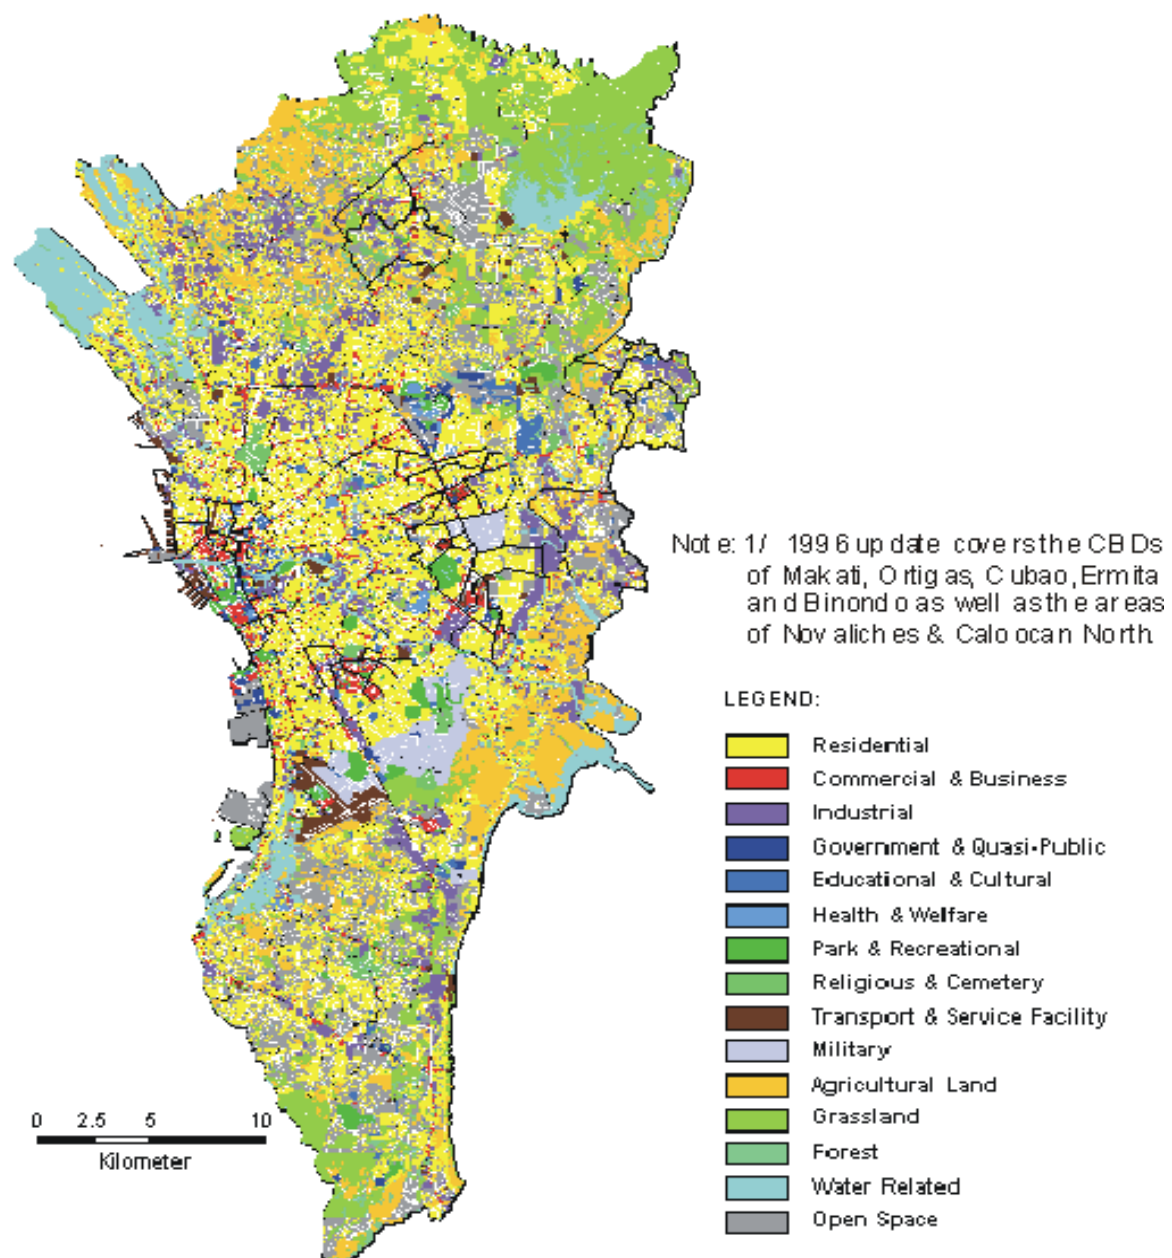 Note: 1/ 1996 update covers the CBDs
of Makati, Ortigas, Cubao, Ermita
and Binondo as well as the areas
of Novaliches & Caloocan North.
LEGEND:
Residential
Commercial & Business
Industrial
Government & Quasi-Public
Educational & Cultural
Health & Welfare
Park & Recreational
Religious & Cemetery
Transport & Service Facility
Military
Agricultural Land
Grassland
Forest
Water Related
Open Space
0 2.5 5 10
Kilometer